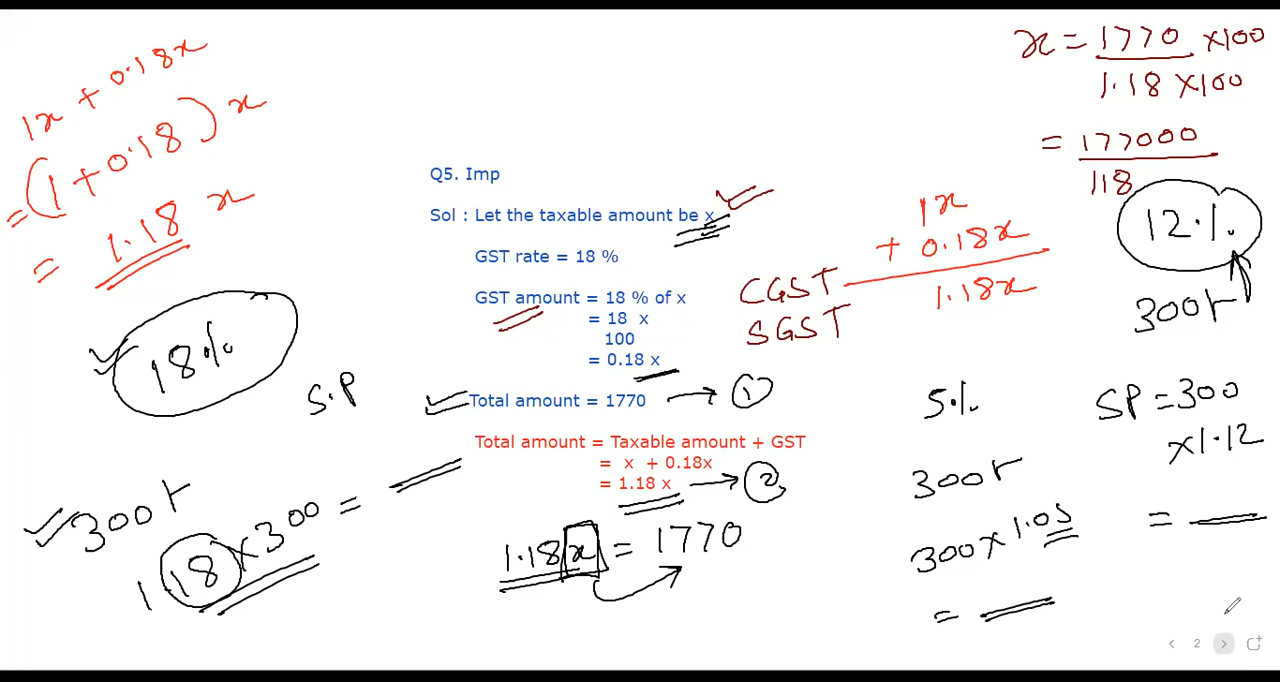 1x + 0.18x
= (1 + 0.18) x
= 1.18 x
18%
S.P
300r
1.18 × 300 =
Q5. Imp
Sol : Let the taxable amount be x
GST rate = 18 %
GST amount = 18 % of x
= 18 x
100
= 0.18 x
Total amount = 1770 → 1
Total amount = Taxable amount + GST
= x + 0.18x
= 1.18 x → 2
1.18x = 1770
CGST
SGST
1x
+ 0.18x
1.18x
x = 1770 ×100
1.18 ×100
= 177000
118
12%
300r
5%
300r
300×1.05
=
SP = 300
×1.12
=
2